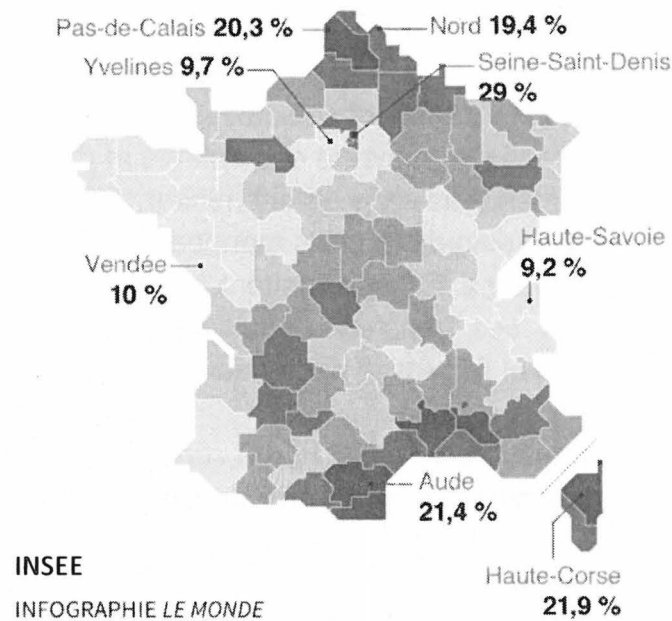 Pas-de-Calais 20,3 %
Nord 19,4 %
Yvelines 9,7 %
Seine-Saint-Denis
29 %
Haute-Savoie
9,2 %
Vendée
10 %
Aude
21,4 %
Haute-Corse
21,9 %
INSEE
INFOGRAPHIE LE MONDE